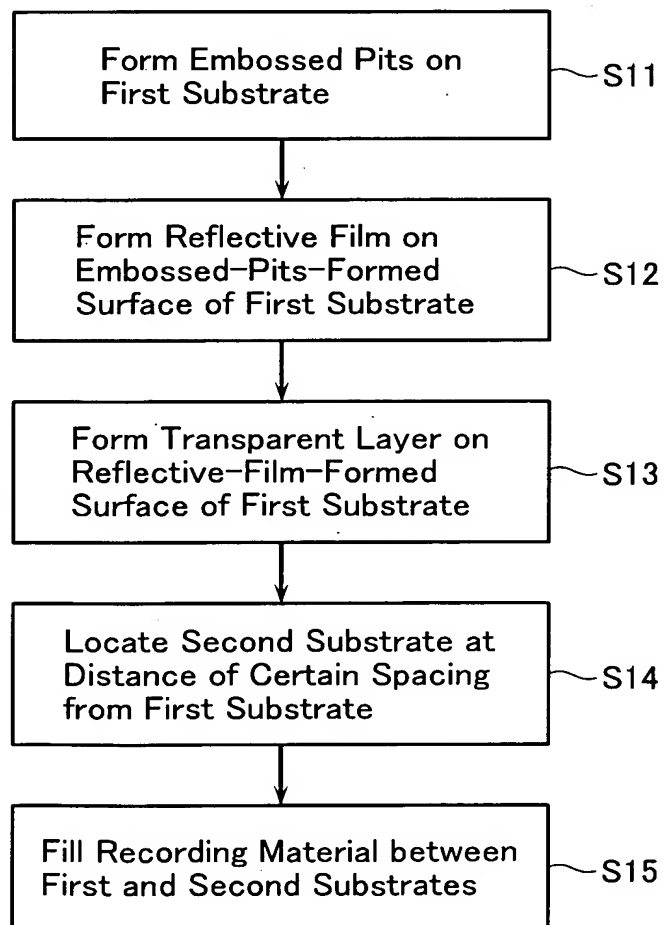 Form Embossed Pits on
First Substrate
S11
Form Reflective Film on
Embossed-Pits-Formed
Surface of First Substrate
S12
Form Transparent Layer on
Reflective-Film-Formed
Surface of First Substrate
S13
Locate Second Substrate at
Distance of Certain Spacing
from First Substrate
S14
Fill Recording Material between
First and Second Substrates
S15